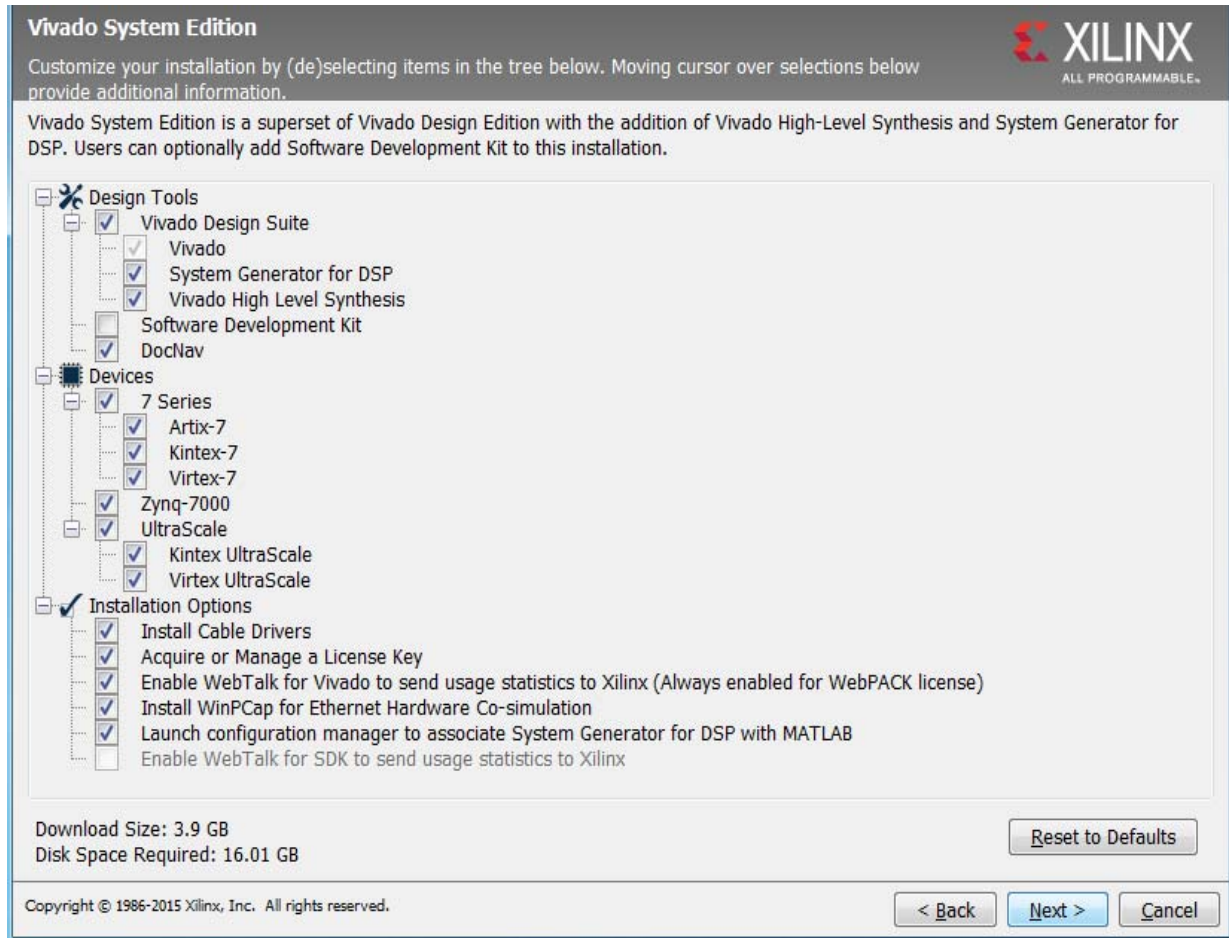 Vivado System Edition
XILINX
ALL PROGRAMMABLE™
Customize your installation by (de)selecting items in the tree below. Moving cursor over selections below
provide additional information.
Vivado System Edition is a superset of Vivado Design Edition with the addition of Vivado High-Level Synthesis and System Generator for
DSP. Users can optionally add Software Development Kit to this installation.
Design Tools
Vivado Design Suite
Vivado
System Generator for DSP
Vivado High Level Synthesis
Software Development Kit
DocNav
Devices
7 Series
Artix-7
Kintex-7
Virtex-7
Zynq-7000
UltraScale
Kintex UltraScale
Virtex UltraScale
Installation Options
Install Cable Drivers
Acquire or Manage a License Key
Enable WebTalk for Vivado to send usage statistics to Xilinx (Always enabled for WebPACK license)
Install WinPCap for Ethernet Hardware Co-simulation
Launch configuration manager to associate System Generator for DSP with MATLAB
Enable WebTalk for SDK to send usage statistics to Xilinx
Download Size: 3.9 GB
Disk Space Required: 16.01 GB
Reset to Defaults
Copyright © 1986-2015 Xilinx, Inc. All rights reserved.
< Back
Next >
Cancel